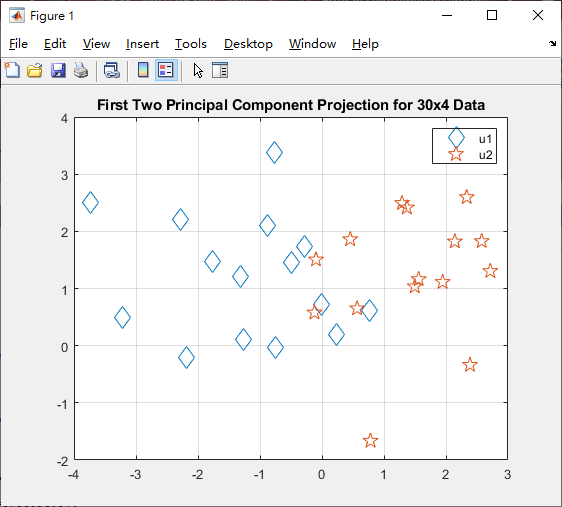 Figure 1
File Edit View Insert Tools Desktop Window Help
First Two Principal Component Projection for 30x4 Data
u1
u2
4
3
2
1
0
-1
-2
-4 -3 -2 -1 0 1 2 3